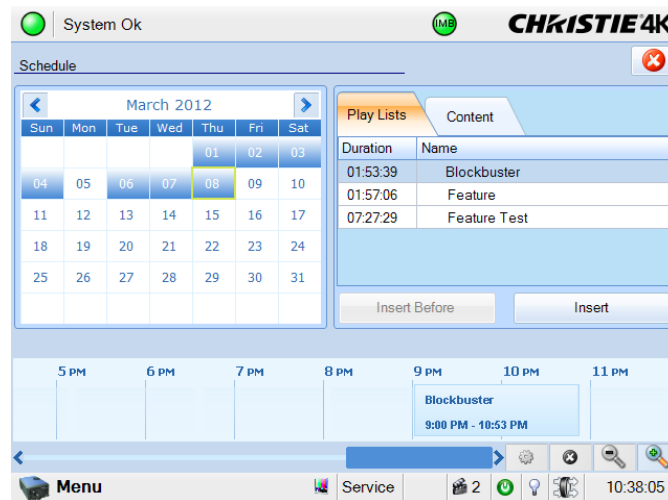 System Ok
IMB
CHRISTIE 4K
Schedule
March 2012
Sun Mon Tue Wed Thu Fri Sat
01 02 03
04 05 06 07 08 09 10
11 12 13 14 15 16 17
18 19 20 21 22 23 24
25 26 27 28 29 30 31
Play Lists Content
Duration Name
01:53:39 Blockbuster
01:57:06 Feature
07:27:29 Feature Test
Insert Before Insert
5 PM 6 PM 7 PM 8 PM 9 PM 10 PM 11 PM
Blockbuster
9:00 PM - 10:53 PM
Menu Service 2 10:38:05